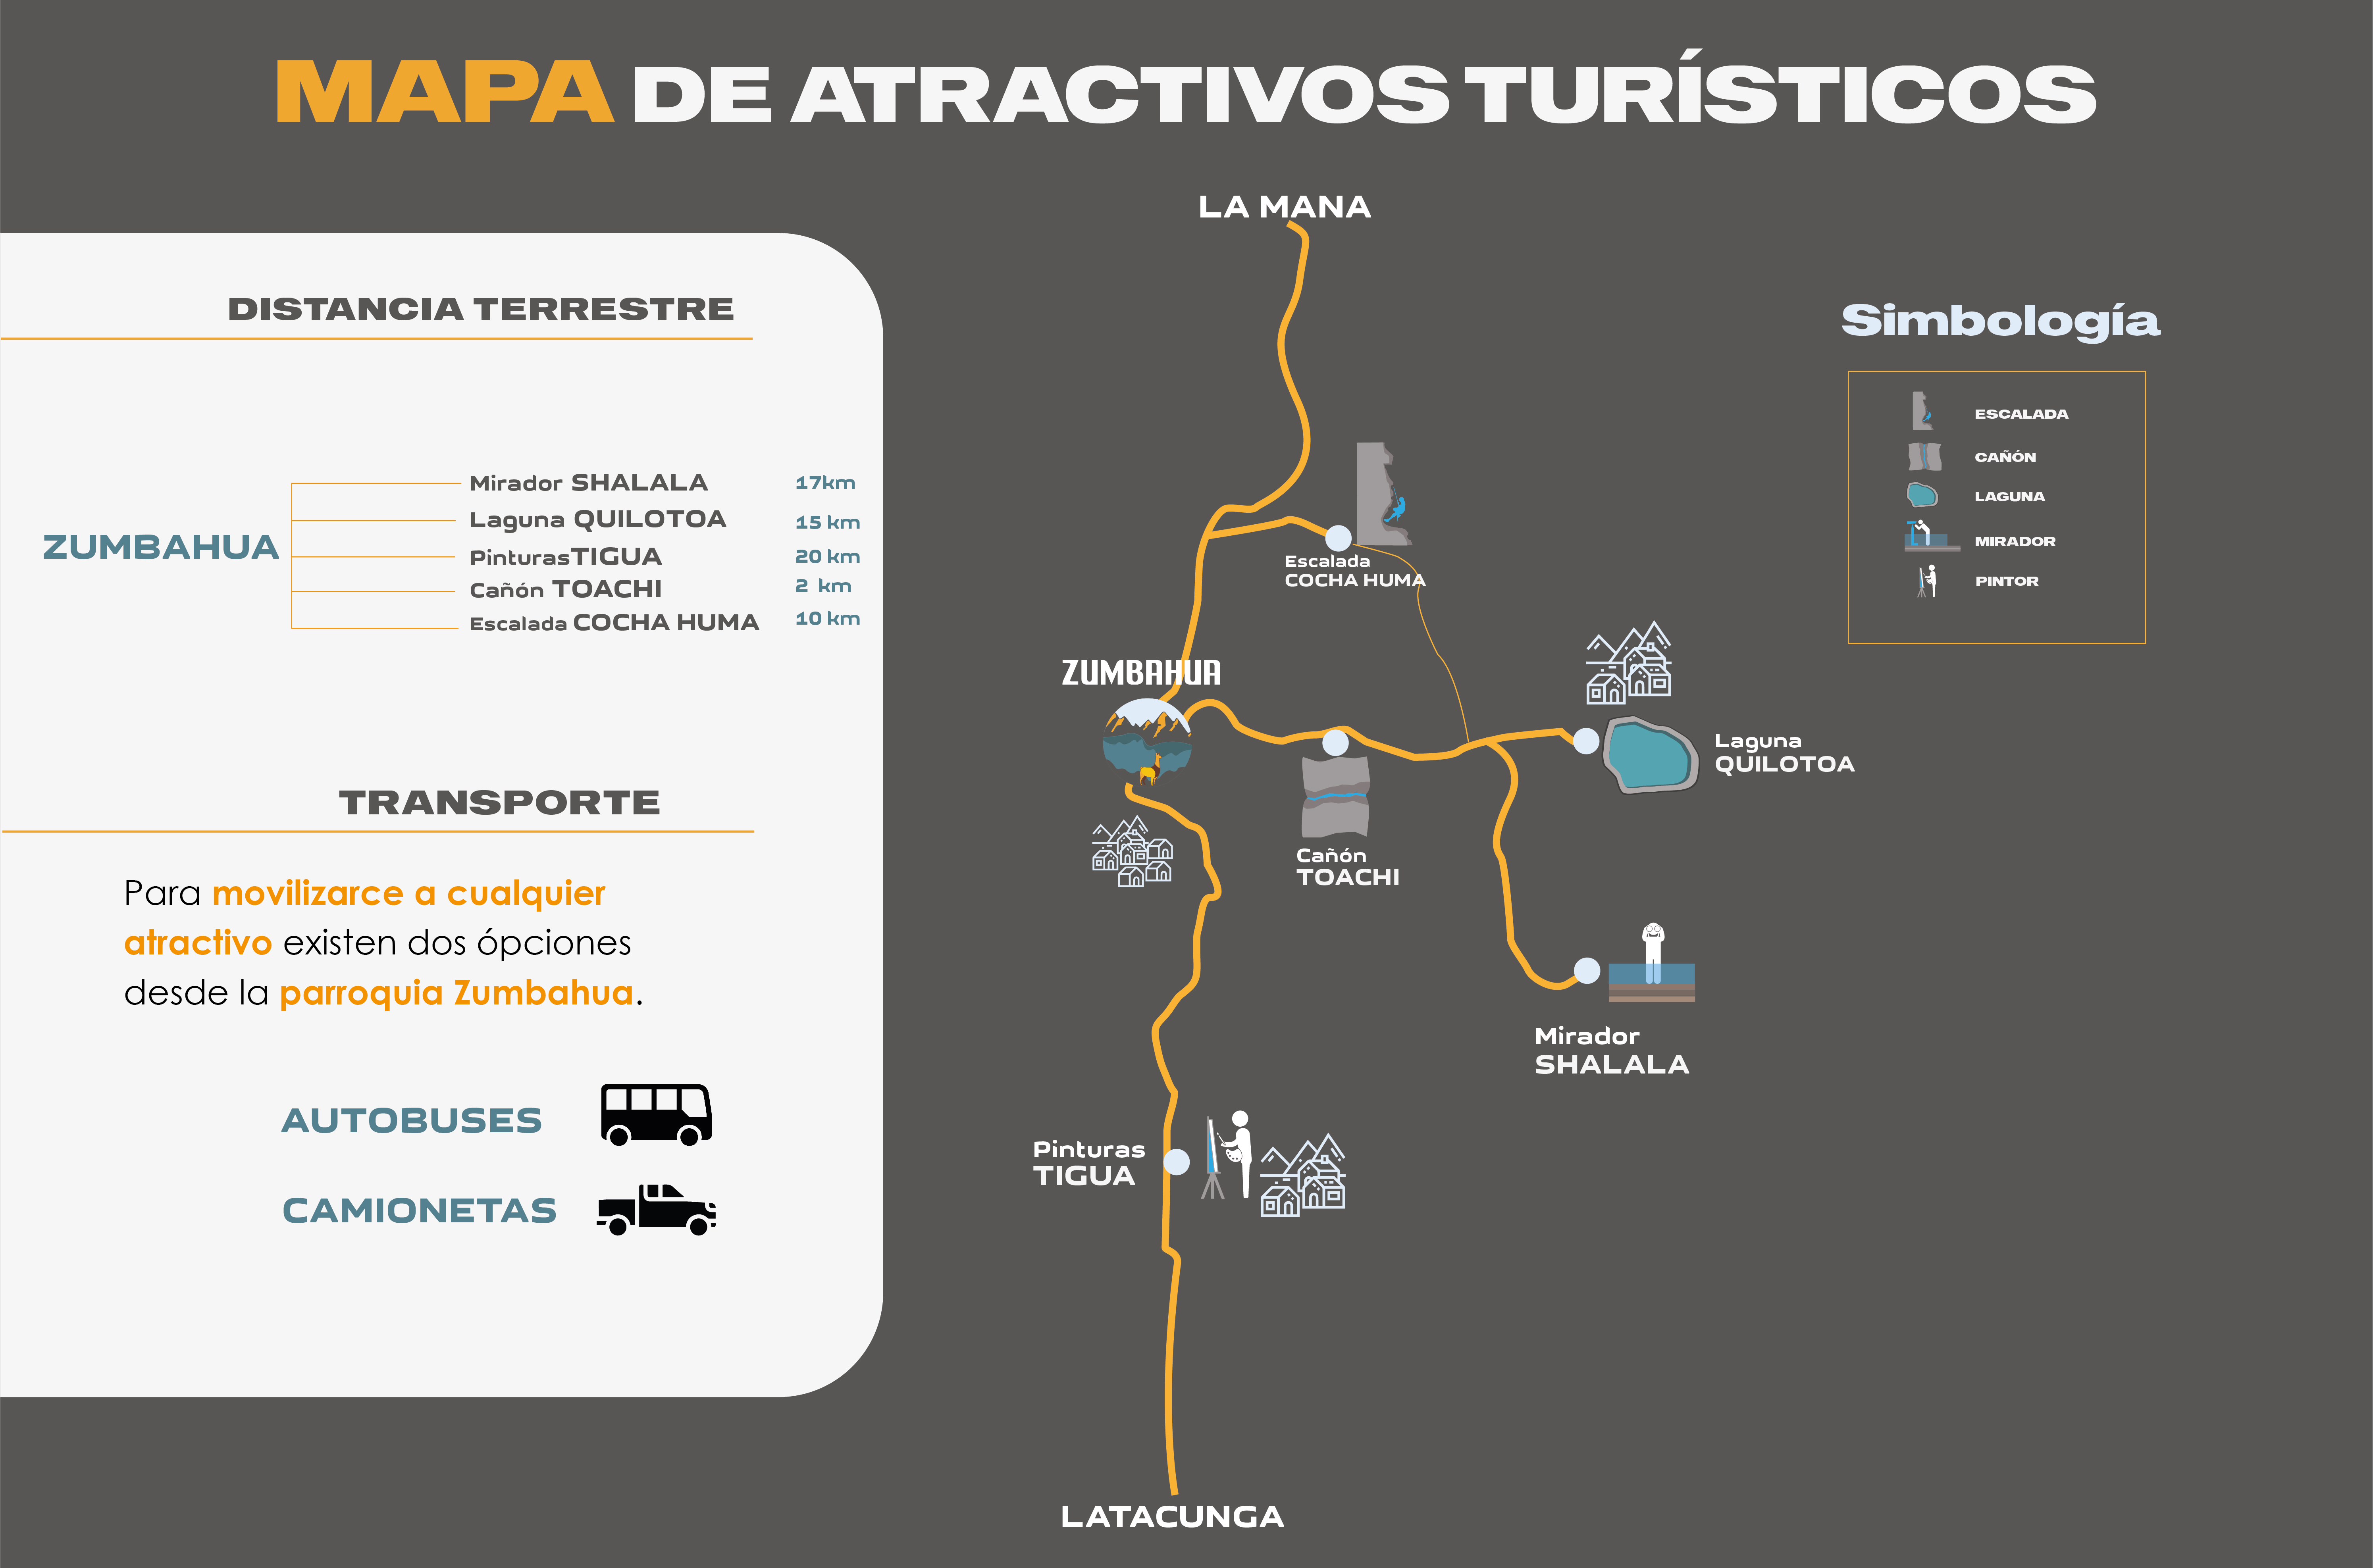 MAPA DE ATRACTIVOS TURÍSTICOS
DISTANCIA TERRESTRE
ZUMBAHUA
Mirador SHALALA 17km
Laguna QUILOTOA 15 km
PinturasTIGUA 20 km
Cañón TOACHI 2 km
Escalada COCHA HUMA 10 km
TRANSPORTE
Para movilizarce a cualquier
atractivo existen dos ópciones
desde la parroquia Zumbahua.
AUTOBUSES
CAMIONETAS
LA MANA
Escalada
COCHA HUMA
ZUMBAHUA
Laguna
QUILOTOA
Cañón
TOACHI
Mirador
SHALALA
Pinturas
TIGUA
LATACUNGA
Simbología
ESCALADA
CAÑÓN
LAGUNA
MIRADOR
PINTOR